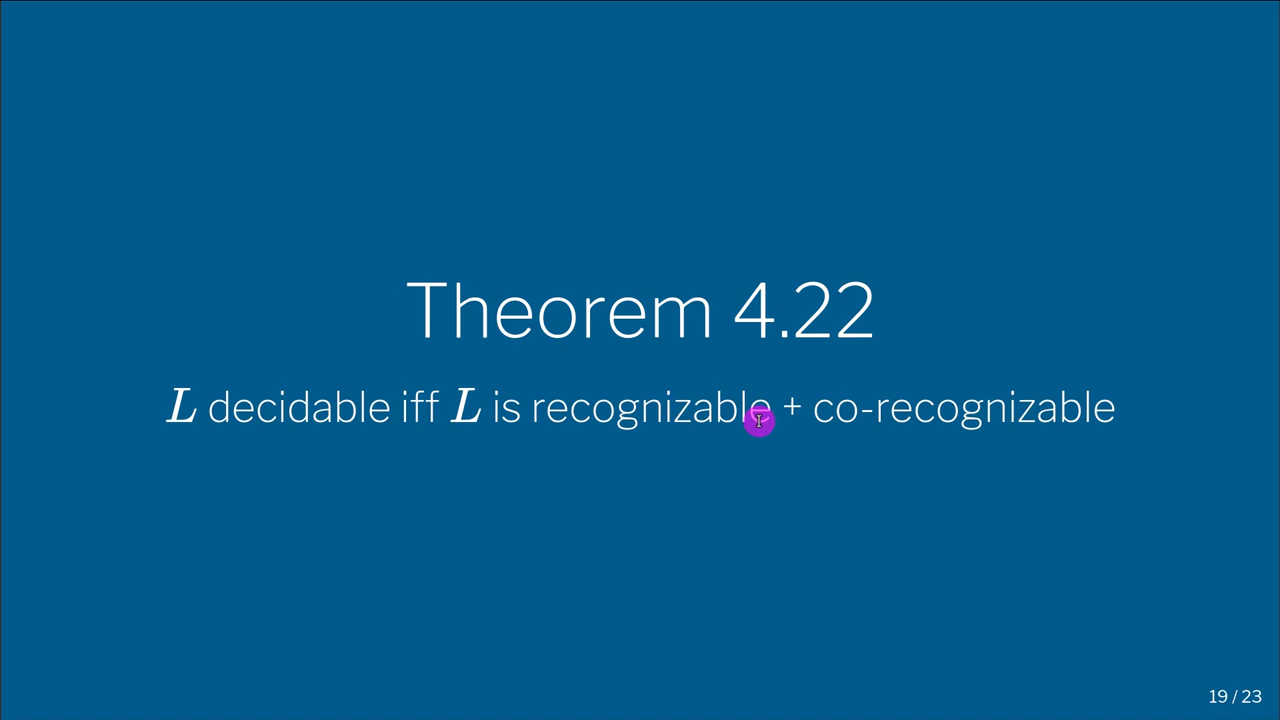 Theorem 4.22
L decidable iff L is recognizable + co-recognizable
19 / 23